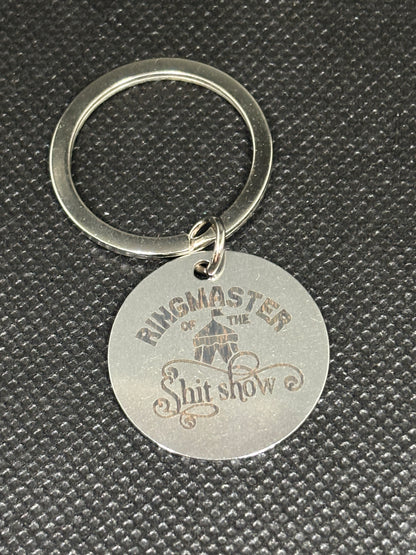 RINGMASTER
OF THE
Shit show